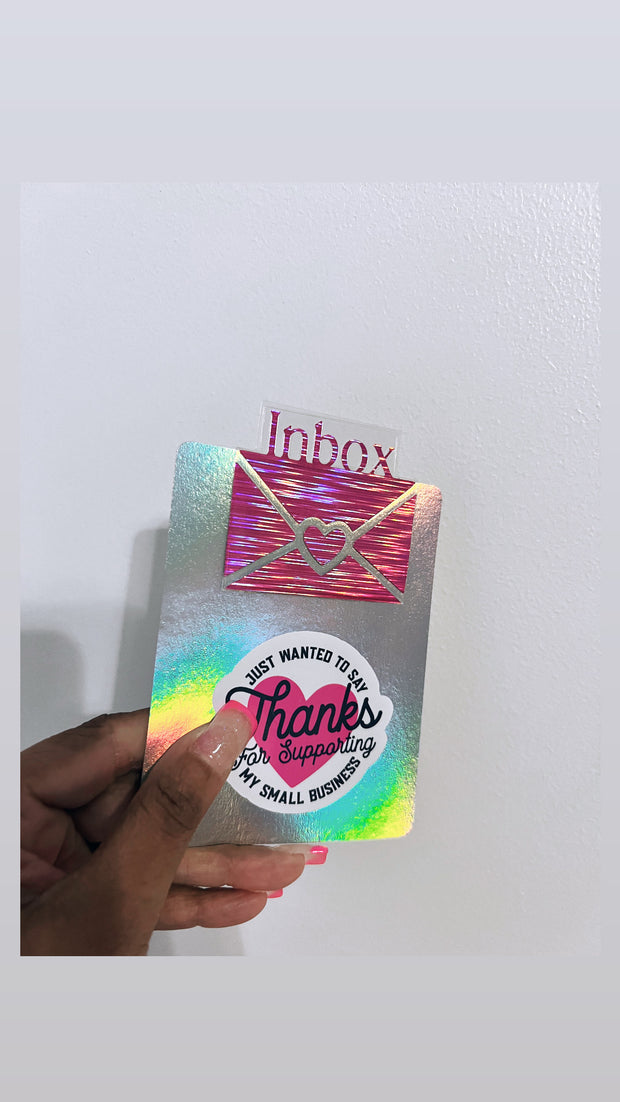 Inbox
JUST WANTED TO SAY
Thanks
For Supporting
MY SMALL BUSINESS